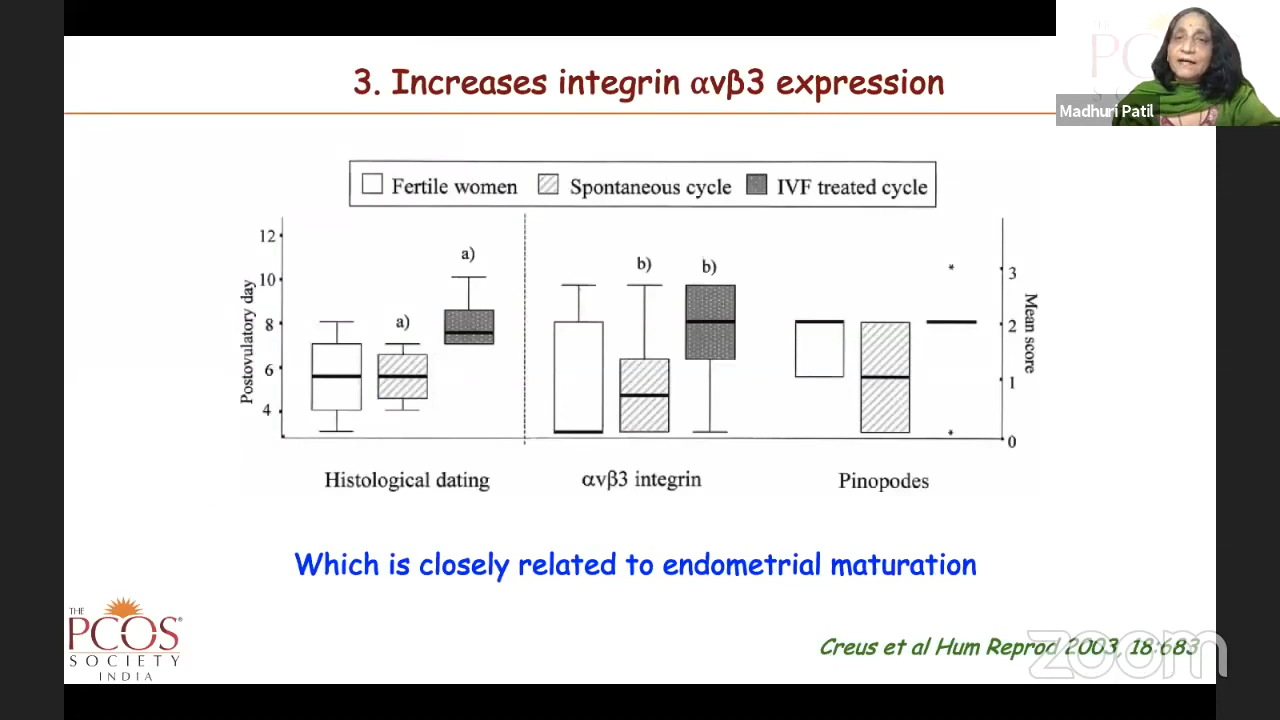 3. Increases integrin αvβ3 expression
Madhuri Patil
Fertile women Spontaneous cycle IVF treated cycle
Postovulatory day
12
10
8
6
4
a)
a)
b)
b)
*
*
3
2
1
0
Mean score
Histological dating αvβ3 integrin Pinopodes
Which is closely related to endometrial maturation
THE
PCOS
SOCIETY
INDIA
Creus et al Hum Reprod 2003, 18:683
zoom